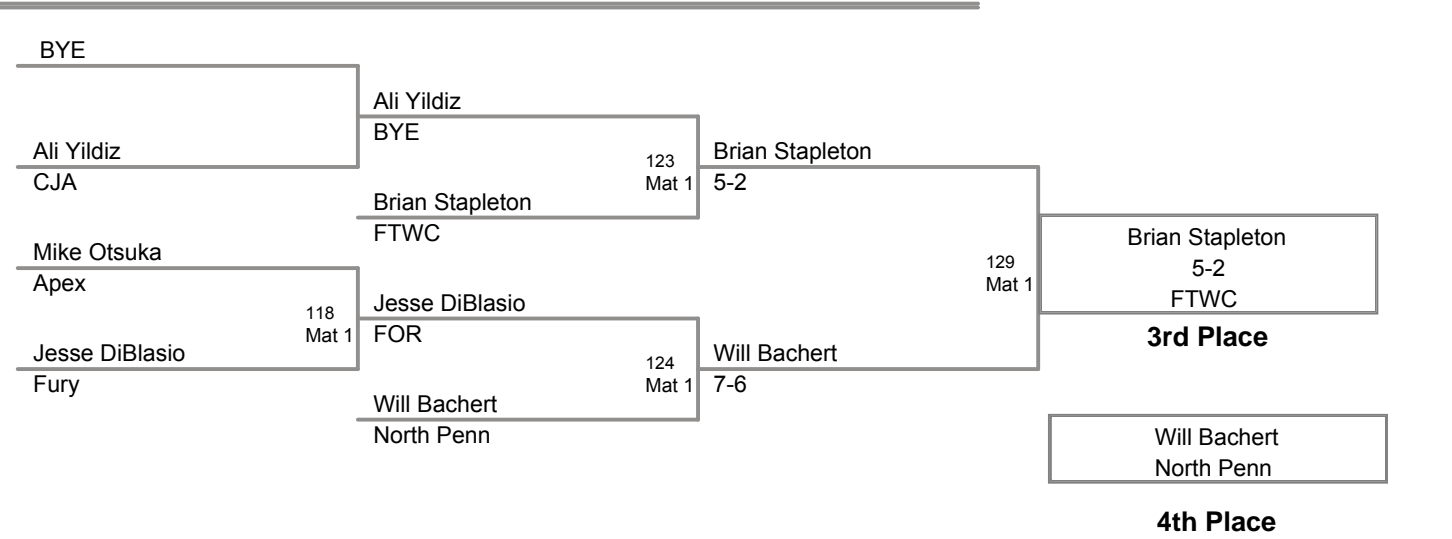 BYE
Ali Yildiz
CJA
Mike Otsuka
Apex
118
Mat 1
Jesse DiBlasio
Fury
Ali Yildiz
BYE
123
Mat 1
Brian Stapleton
FTWC
Jesse DiBlasio
FOR
124
Mat 1
Will Bachert
North Penn
Brian Stapleton
5-2
129
Mat 1
Will Bachert
7-6
Brian Stapleton
5-2
FTWC
3rd Place
Will Bachert
North Penn
4th Place